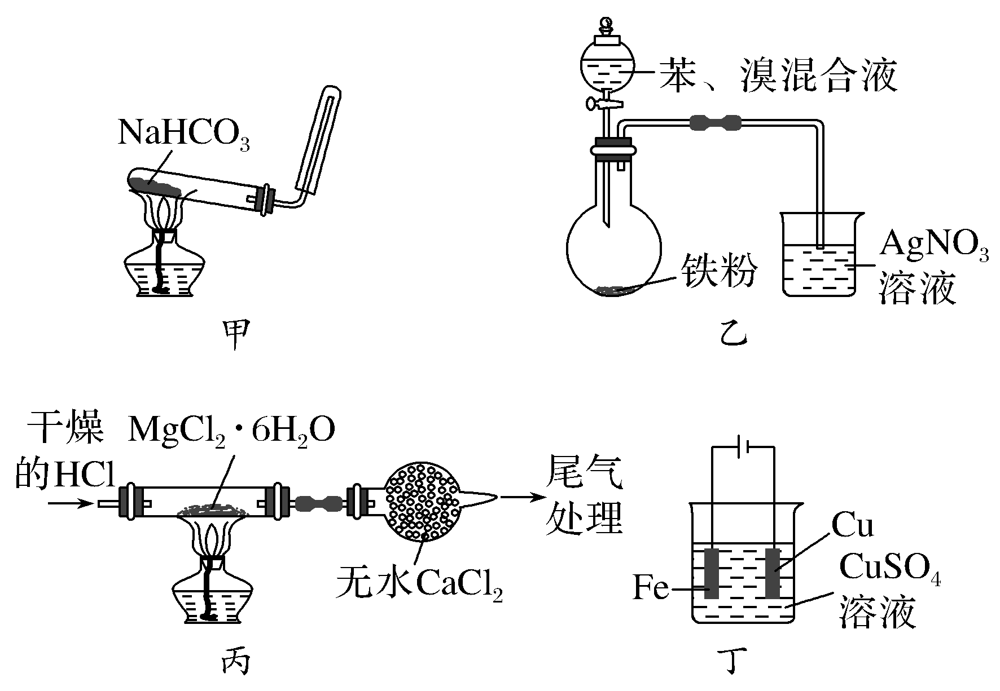 NaHCO₃
甲
苯、溴混合液
铁粉
AgNO₃
溶液
乙
干燥
的HCl
MgCl₂·6H₂O
无水CaCl₂
尾气
处理
丙
Cu
CuSO₄
溶液
Fe
丁